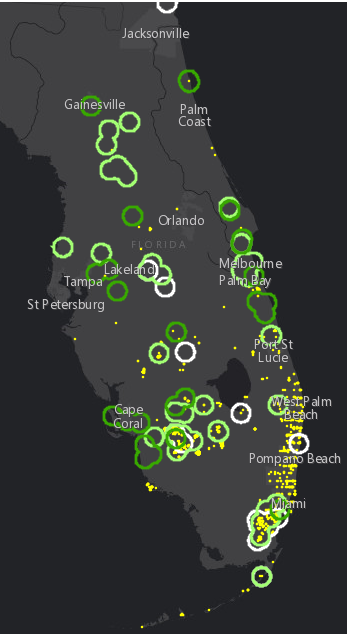 Jacksonville
Gainesville
Palm
Coast
Orlando
FLORIDA
Melbourne
Lakeland
Tampa
Palm Bay
St Petersburg
Port St
Lucie
Cape
Coral
West Palm
Beach
Pompano Beach
Miami